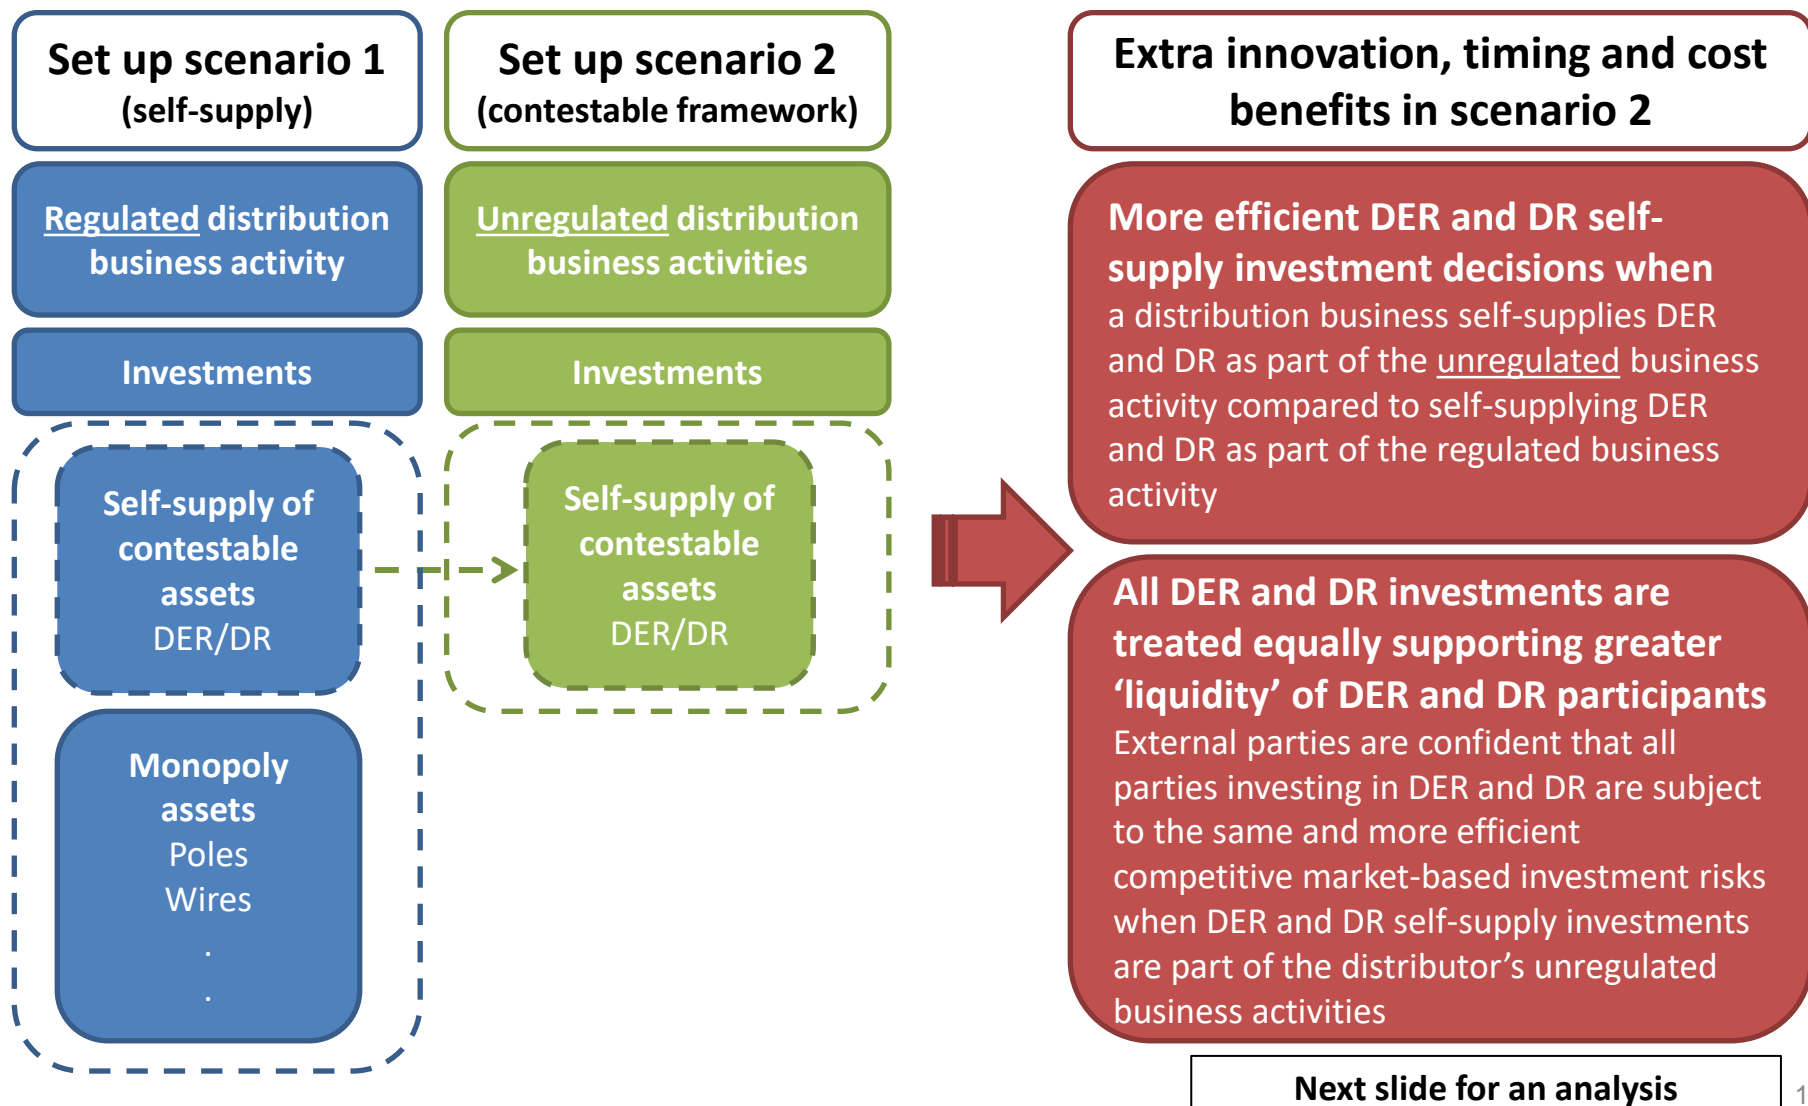 Set up scenario 1
(self-supply)
Regulated distribution
business activity
Investments
Self-supply of
contestable
assets
DER/DR
Monopoly
assets
Poles
Wires
.
.
Set up scenario 2
(contestable framework)
Unregulated distribution
business activities
Investments
Self-supply of
contestable
assets
DER/DR
Extra innovation, timing and cost
benefits in scenario 2
More efficient DER and DR self-
supply investment decisions when
a distribution business self-supplies DER
and DR as part of the unregulated business
activity compared to self-supplying DER
and DR as part of the regulated business
activity
All DER and DR investments are
treated equally supporting greater
‘liquidity’ of DER and DR participants
External parties are confident that all
parties investing in DER and DR are subject
to the same and more efficient
competitive market-based investment risks
when DER and DR self-supply investments
are part of the distributor’s unregulated
business activities
Next slide for an analysis